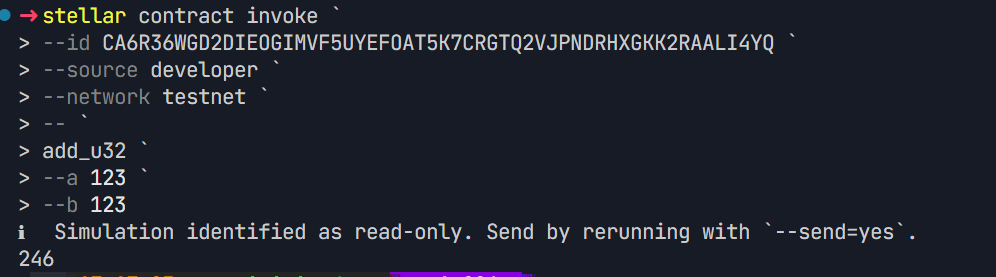 ➜ stellar contract invoke `
> --id CA6R36WGD2DIEOGIMVF5UYEFOAT5K7CRGTQ2VJPNDRHXGKK2RAALI4YQ `
> --source developer `
> --network testnet `
> -- `
> add_u32 `
> --a 123 `
> --b 123
ℹ Simulation identified as read-only. Send by rerunning with `--send=yes`.
246